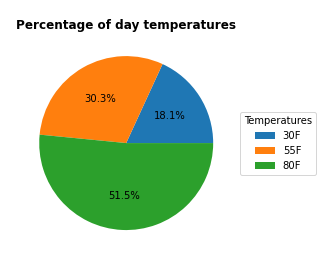 Percentage of day temperatures
30.3%
18.1%
51.5%
Temperatures
30F
55F
80F